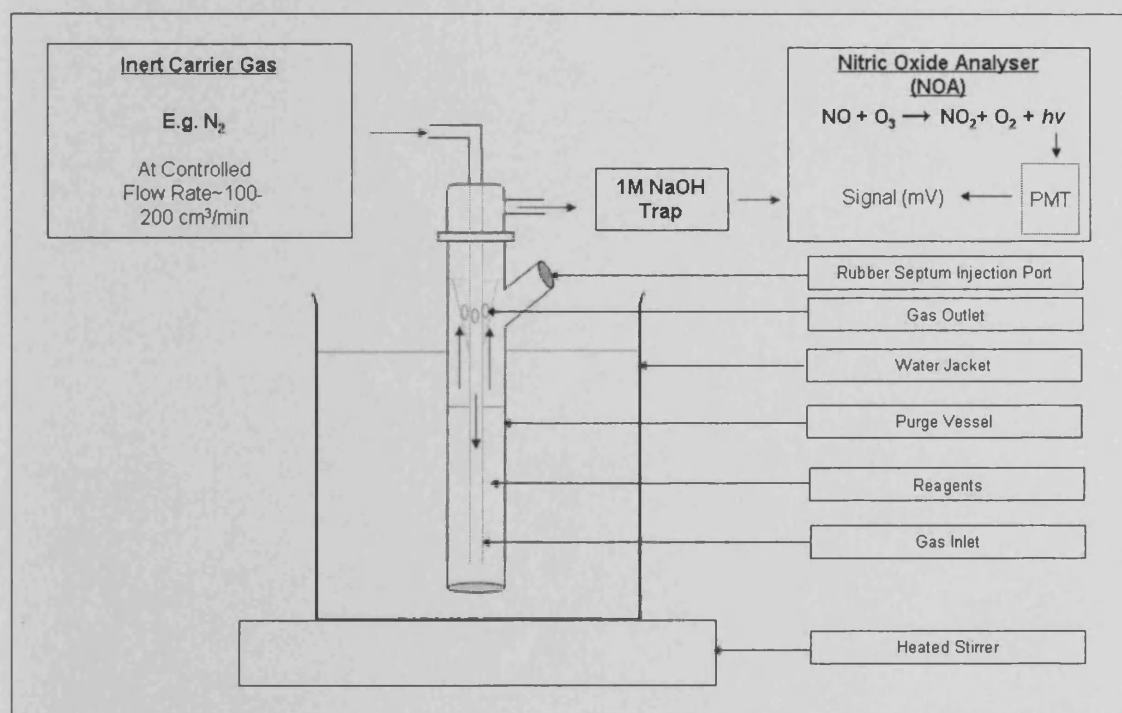 Inert Carrier Gas
E.g. N₂
At Controlled
Flow Rate~100-
200 cm³/min
1M NaOH
Trap
Nitric Oxide Analyser
(NOA)
NO + O₃ → NO₂+ O₂ + hv
Signal (mV) ← PMT
Rubber Septum Injection Port
Gas Outlet
Water Jacket
Purge Vessel
Reagents
Gas Inlet
Heated Stirrer